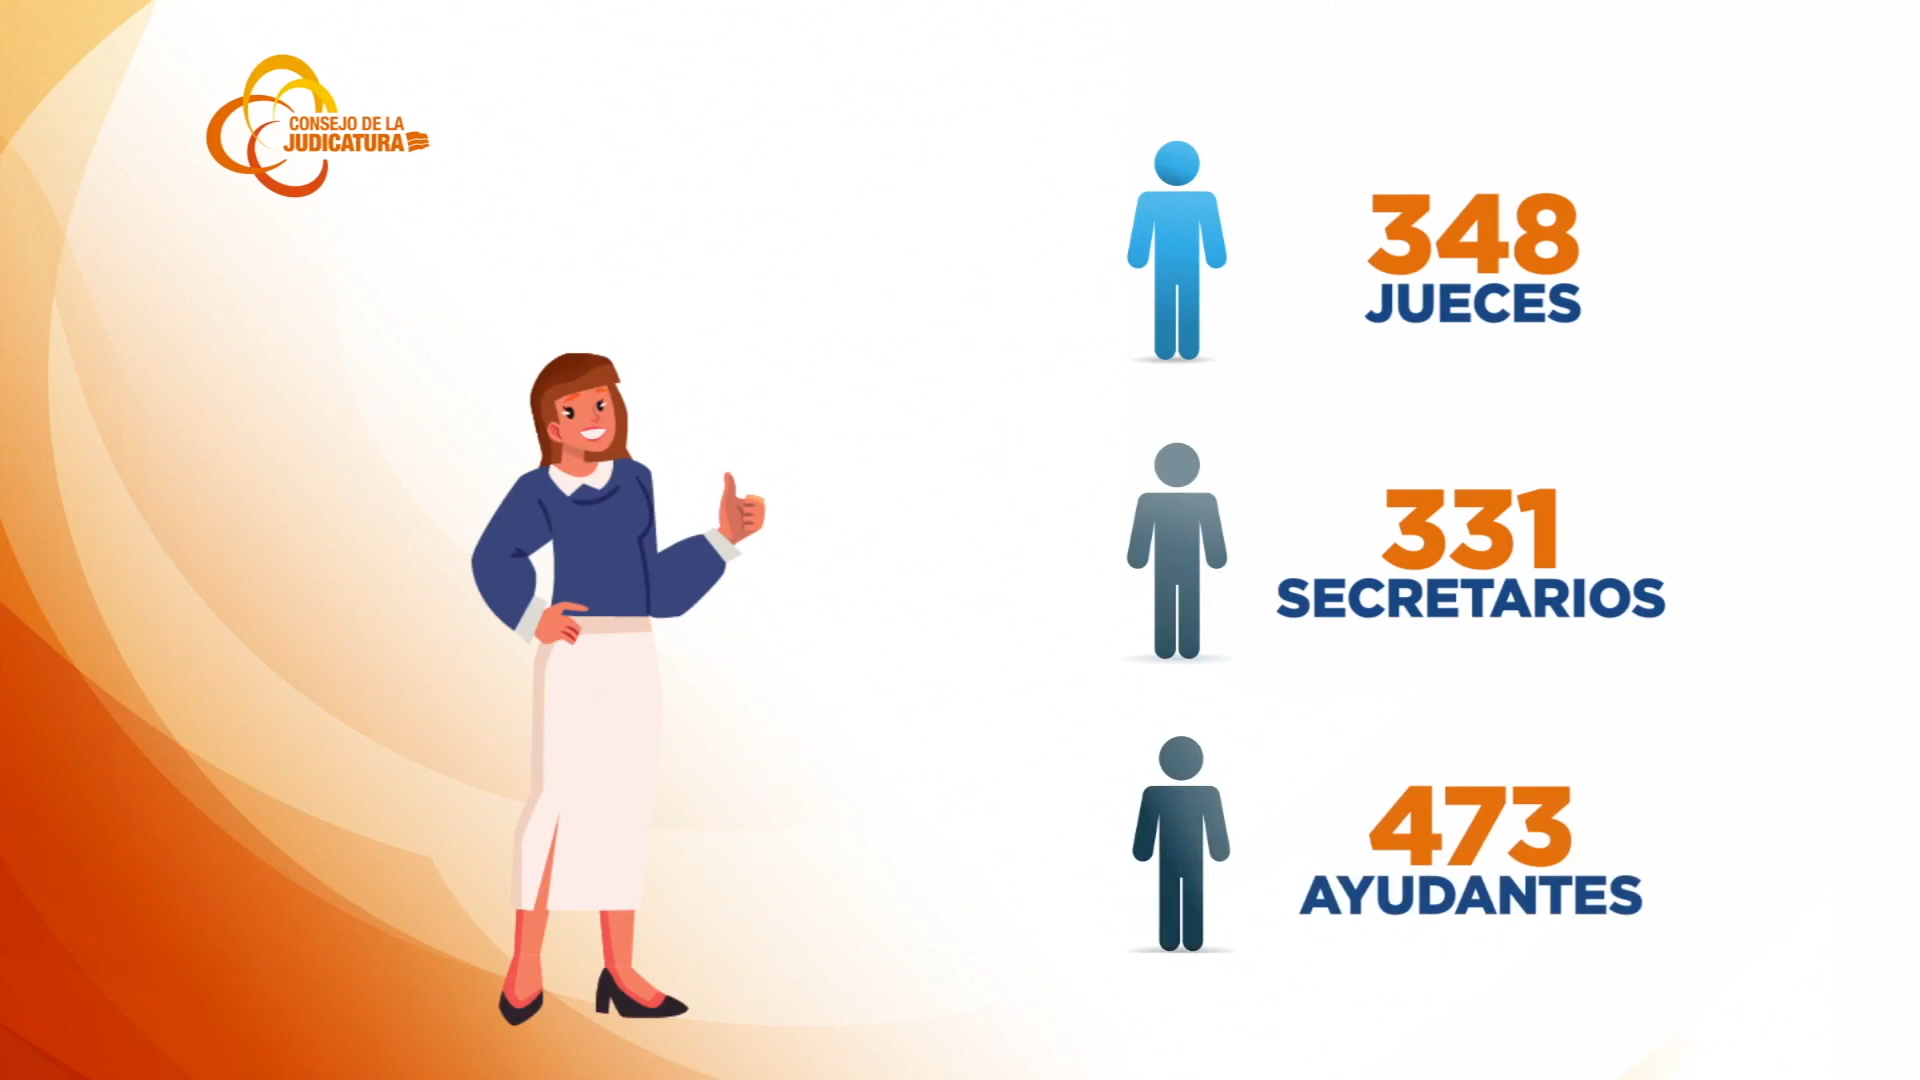 CONSEJO DE LA
JUDICATURA
348
JUECES
331
SECRETARIOS
473
AYUDANTES